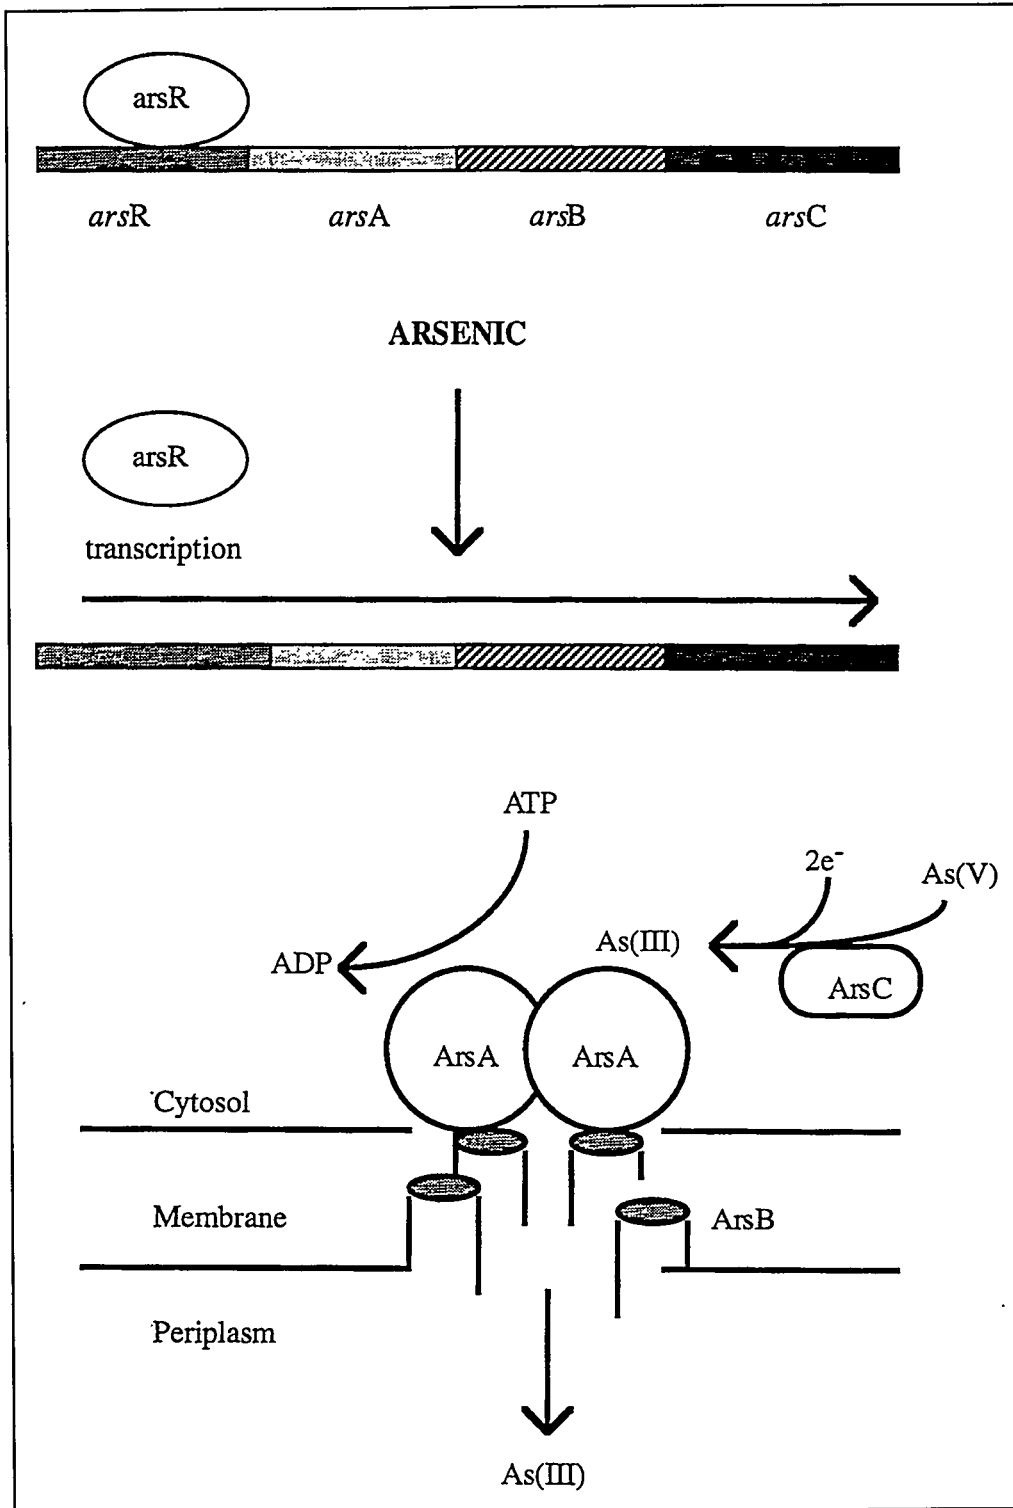 arsR
arsR arsA arsB arsC
ARSENIC
arsR
transcription
ATP
2e⁻
As(V)
As(III)
ADP
ArsC
ArsA ArsA
Cytosol
Membrane
ArsB
Periplasm
As(III)